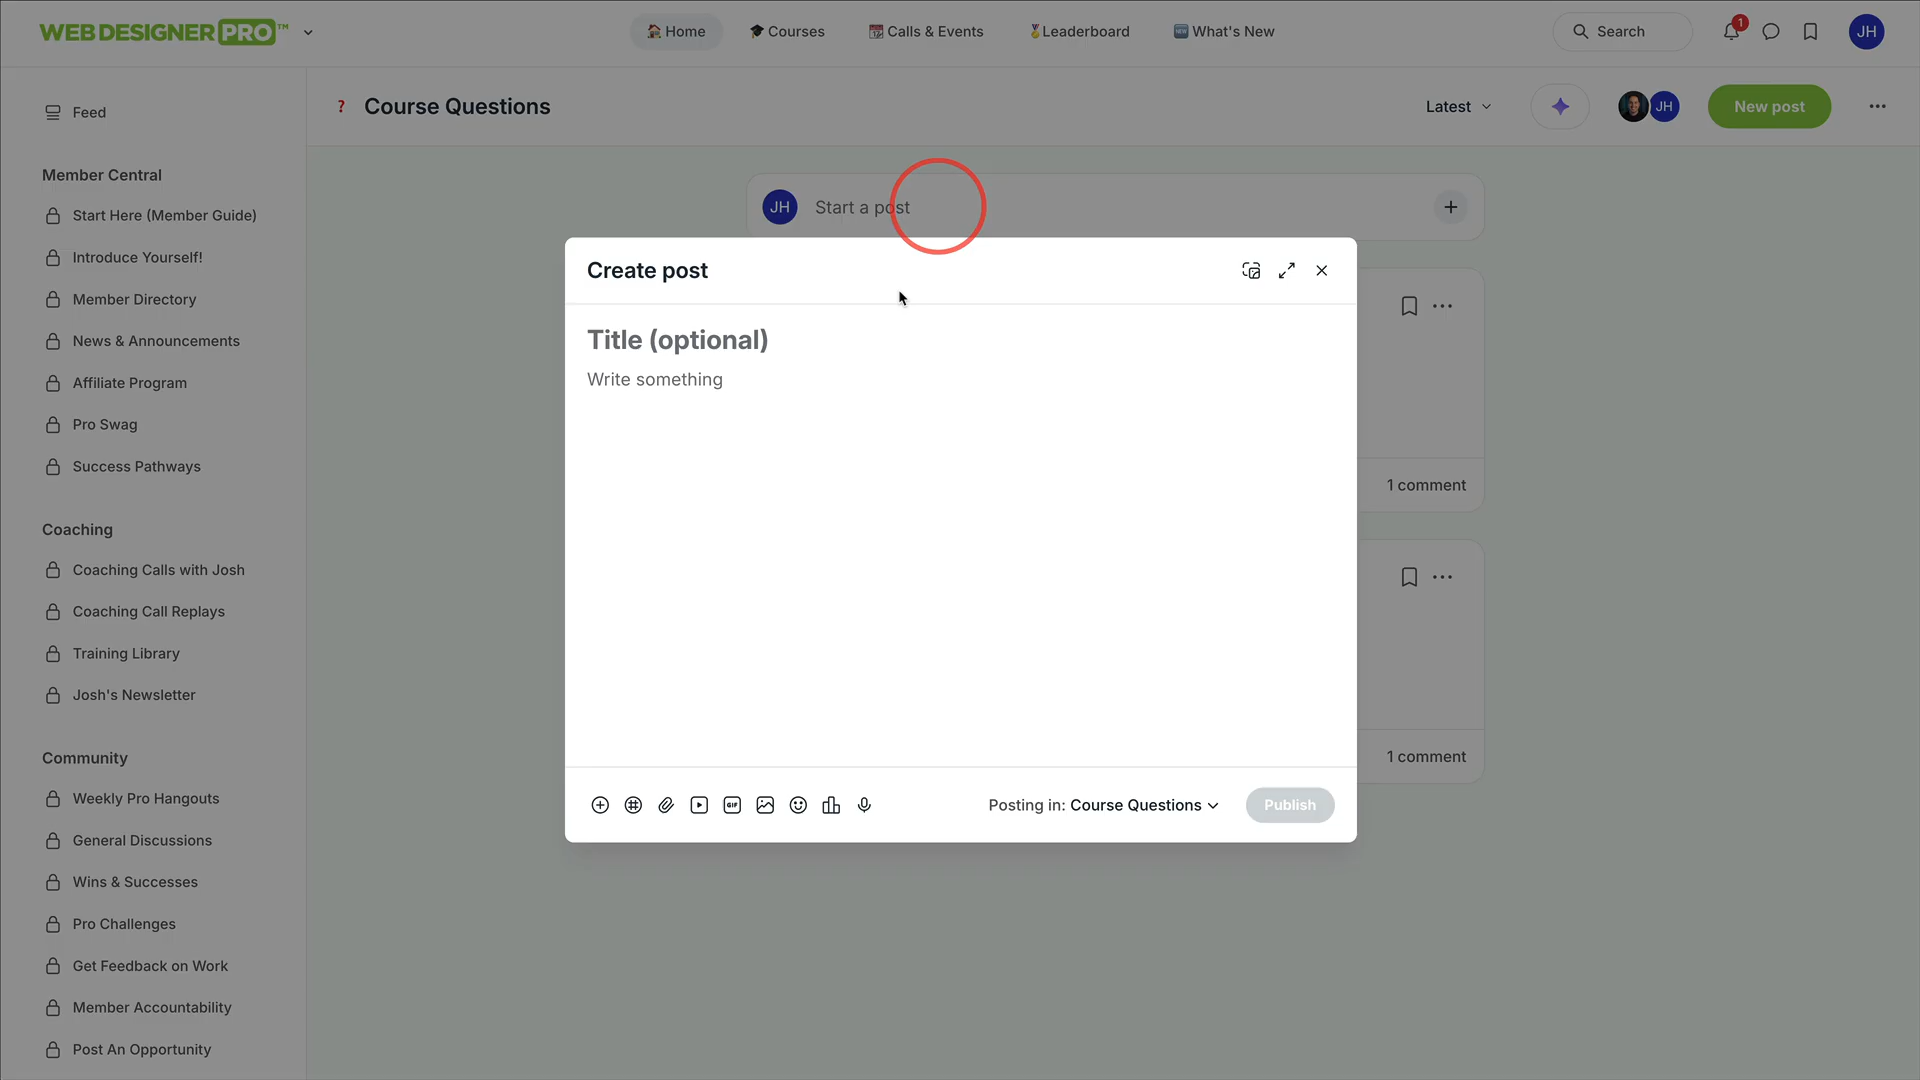 WEB DESIGNER PRO™
Home
Courses
Calls & Events
Leaderboard
What's New
Search
1
JH
Feed
Member Central
Start Here (Member Guide)
Introduce Yourself!
Member Directory
News & Announcements
Affiliate Program
Pro Swag
Success Pathways
Coaching
Coaching Calls with Josh
Coaching Call Replays
Training Library
Josh's Newsletter
Community
Weekly Pro Hangouts
General Discussions
Wins & Successes
Pro Challenges
Get Feedback on Work
Member Accountability
Post An Opportunity
? Course Questions
Latest
JH
New post
JH
Start a post
Create post
Title (optional)
Write something
GIF
Posting in: Course Questions
Publish
1 comment
1 comment